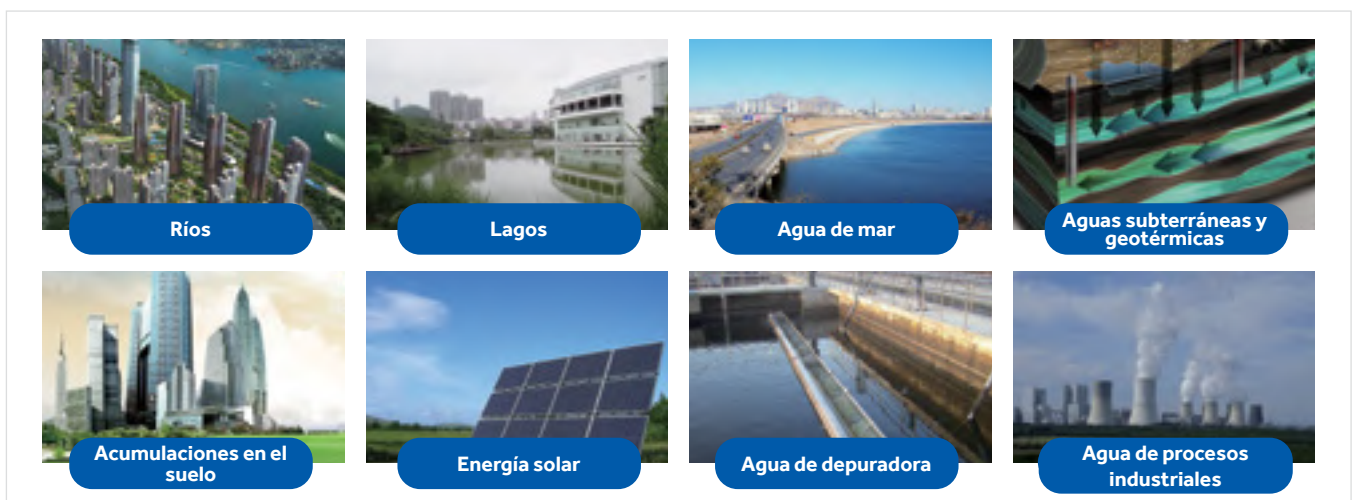 Ríos
Lagos
Agua de mar
Aguas subterráneas y
geotérmicas
Acumulaciones en el
suelo
Energía solar
Agua de depuradora
Agua de procesos
industriales